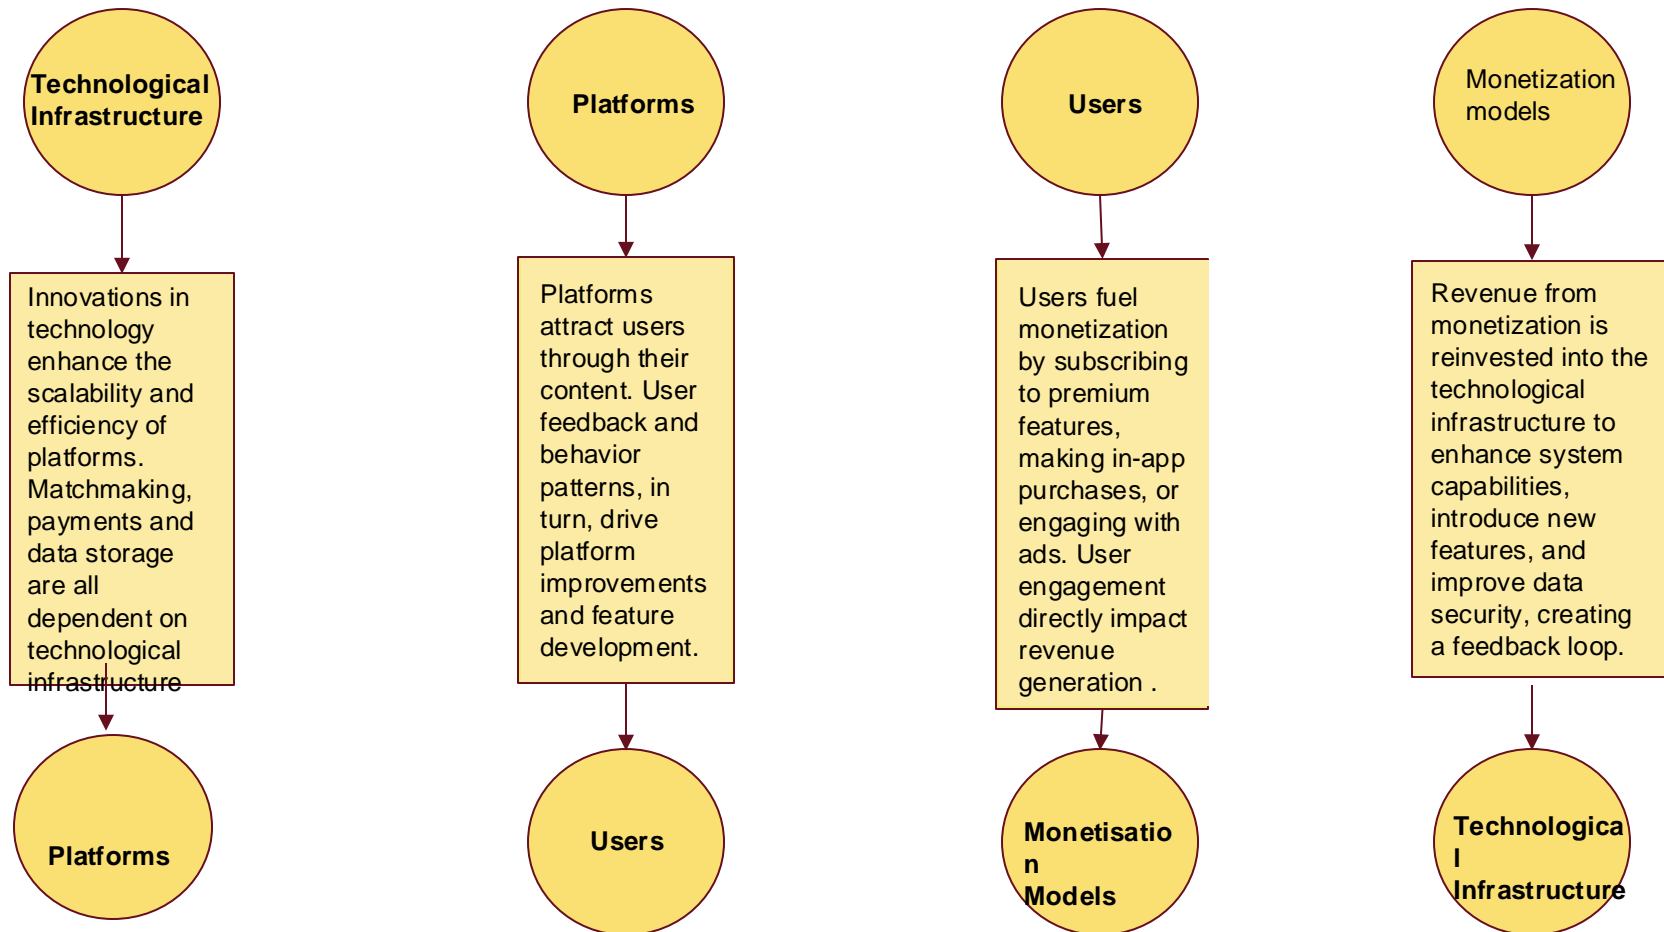 Technological
Infrastructure
Platforms
Users
Monetization
models
Innovations in
technology
enhance the
scalability and
efficiency of
platforms.
Matchmaking,
payments and
data storage
are all
dependent on
technological
infrastructure
Platforms
attract users
through their
content. User
feedback and
behavior
patterns, in
turn, drive
platform
improvements
and feature
development.
Users fuel
monetization
by subscribing
to premium
features,
making in-app
purchases, or
engaging with
ads. User
engagement
directly impact
revenue
generation .
Revenue from
monetization is
reinvested into the
technological
infrastructure to
enhance system
capabilities,
introduce new
features, and
improve data
security, creating
a feedback loop.
Platforms
Users
Monetisatio
n
Models
Technologica
l
Infrastructure